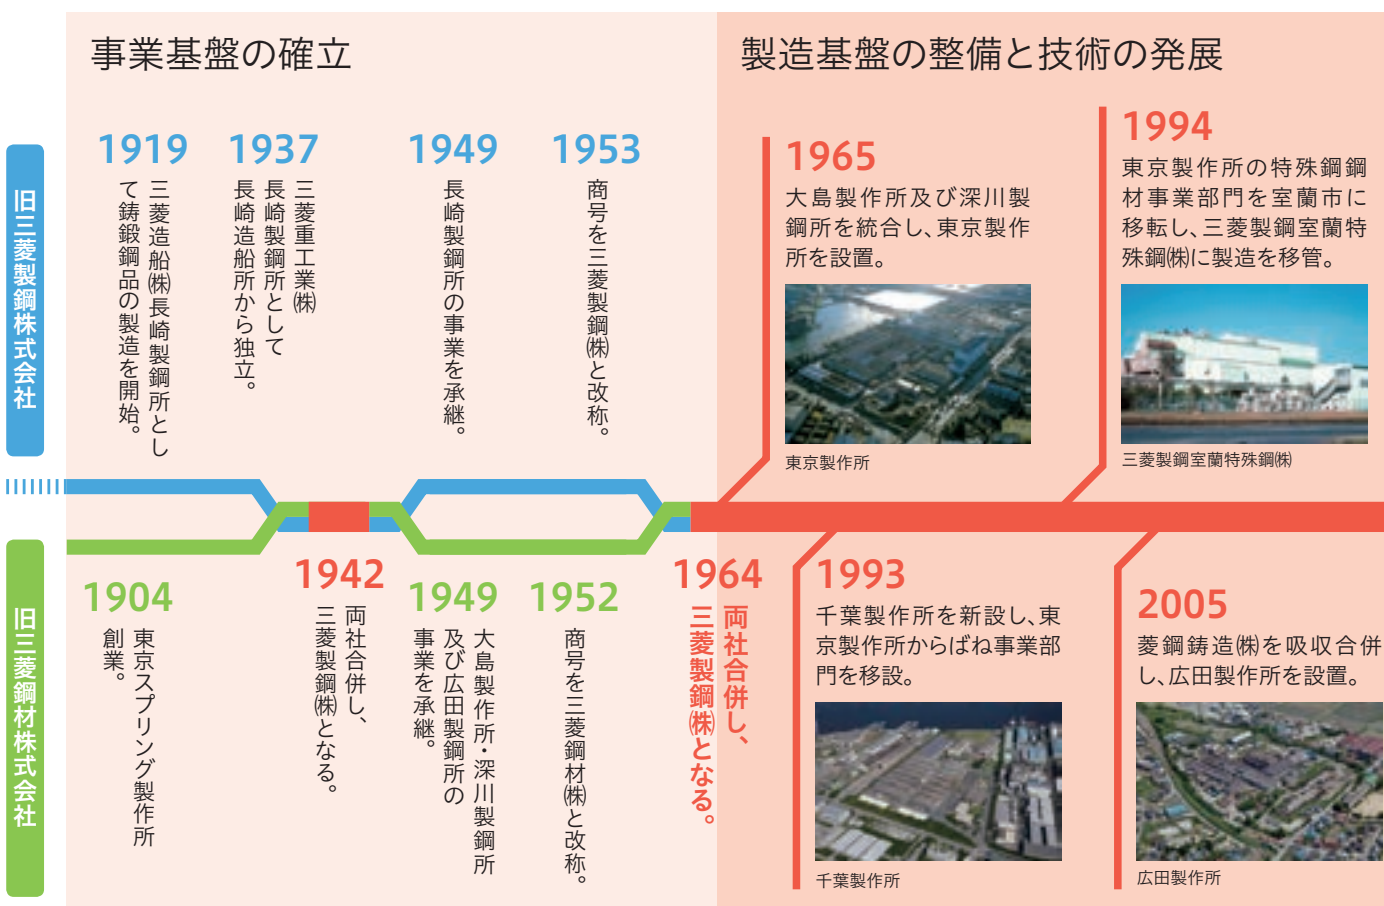 事業基盤の確立
製造基盤の整備と技術の発展
旧三菱製鋼株式会社
1919
三菱造船㈱長崎製鋼所とし
て鋳鍛鋼品の製造を開始。
1937
三菱重工業㈱
長崎製鋼所として
長崎造船所から独立。
1949
長崎製鋼所の事業を承継。
1953
商号を三菱製鋼㈱と改称。
旧三菱鋼材株式会社
1904
東京スプリング製作所
創業。
1942
両社合併し、
三菱製鋼㈱となる。
1949
大島製作所・深川製鋼所
及び広田製鋼所の
事業を承継。
1952
商号を三菱鋼材㈱と改称。
1964
両社合併し、
三菱製鋼㈱となる。
1965
大島製作所及び深川製
鋼所を統合し、東京製作
所を設置。
東京製作所
1994
東京製作所の特殊鋼鋼
材事業部門を室蘭市に
移転し、三菱製鋼室蘭特
殊鋼㈱に製造を移管。
三菱製鋼室蘭特殊鋼㈱
1993
千葉製作所を新設し、東
京製作所からばね事業部
門を移設。
千葉製作所
2005
菱鋼鋳造㈱を吸収合併
し、広田製作所を設置。
広田製作所